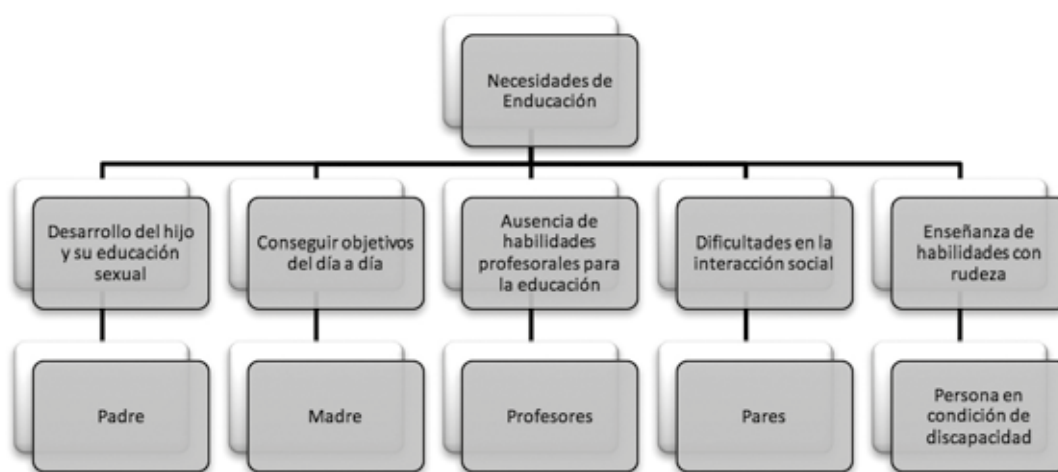 Necesidades de
Enducación
Desarrollo del hijo
y su educación
sexual
Conseguir objetivos
del día a día
Ausencia de
habilidades
profesorales para
la educación
Dificultades en la
interacción social
Enseñanza de
habilidades con
rudeza
Padre
Madre
Profesores
Pares
Persona en
condición de
discapacidad